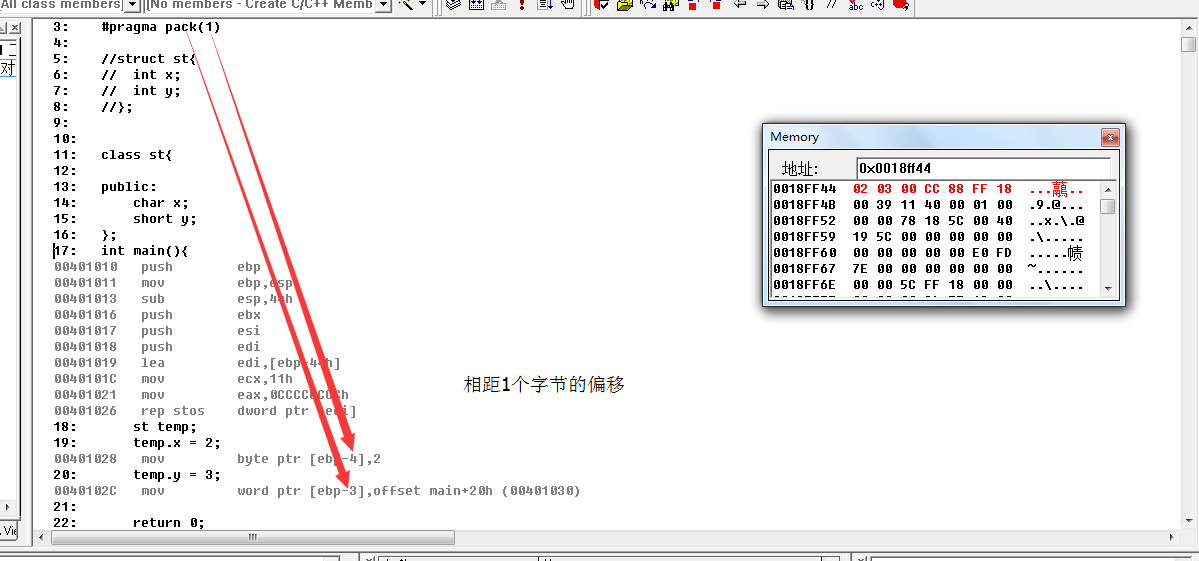 All class members
[No members - Create C/C++ Memb
3: #pragma pack(1)
4:
5: //struct st{
6: // int x;
7: // int y;
8: //};
9:
10:
11: class st{
12:
13: public:
14: char x;
15: short y;
16: };
17: int main(){
00401010 push ebp
00401011 mov ebp,esp
00401013 sub esp,44h
00401016 push ebx
00401017 push esi
00401018 push edi
00401019 lea edi,[ebp-44h]
0040101C mov ecx,11h
00401021 mov eax,0CCCCCCCCh
00401026 rep stos dword ptr [edi]
18: st temp;
19: temp.x = 2;
00401028 mov byte ptr [ebp-4],2
20: temp.y = 3;
0040102C mov word ptr [ebp-3],offset main+20h (00401030)
21:
22: return 0;
相距1个字节的偏移
Memory
地址: 0x0018ff44
0018FF44 02 03 00 CC 88 FF 18
0018FF4B 00 39 11 40 00 01 00 .9.@...
0018FF52 00 00 78 18 5C 00 40 ..x.\.@
0018FF59 19 5C 00 00 00 00 00 .\.....
0018FF60 00 00 00 00 00 E0 FD
0018FF67 7E 00 00 00 00 00 00 ~......
0018FF6E 00 00 5C FF 18 00 00 ..\....
对